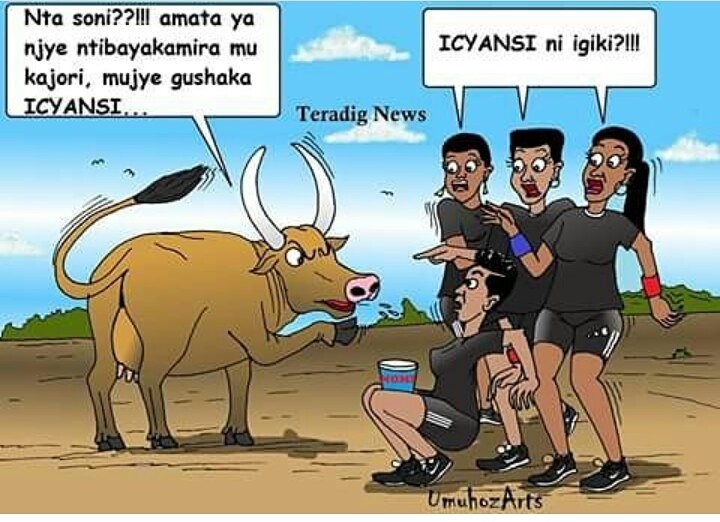 Nta soni??!!! amata ya
njye ntibayakamira mu
kajori, mujye gushaka
ICYANSI...
ICYANSI ni igiki?!!!
Teradig News
UmuhozArts